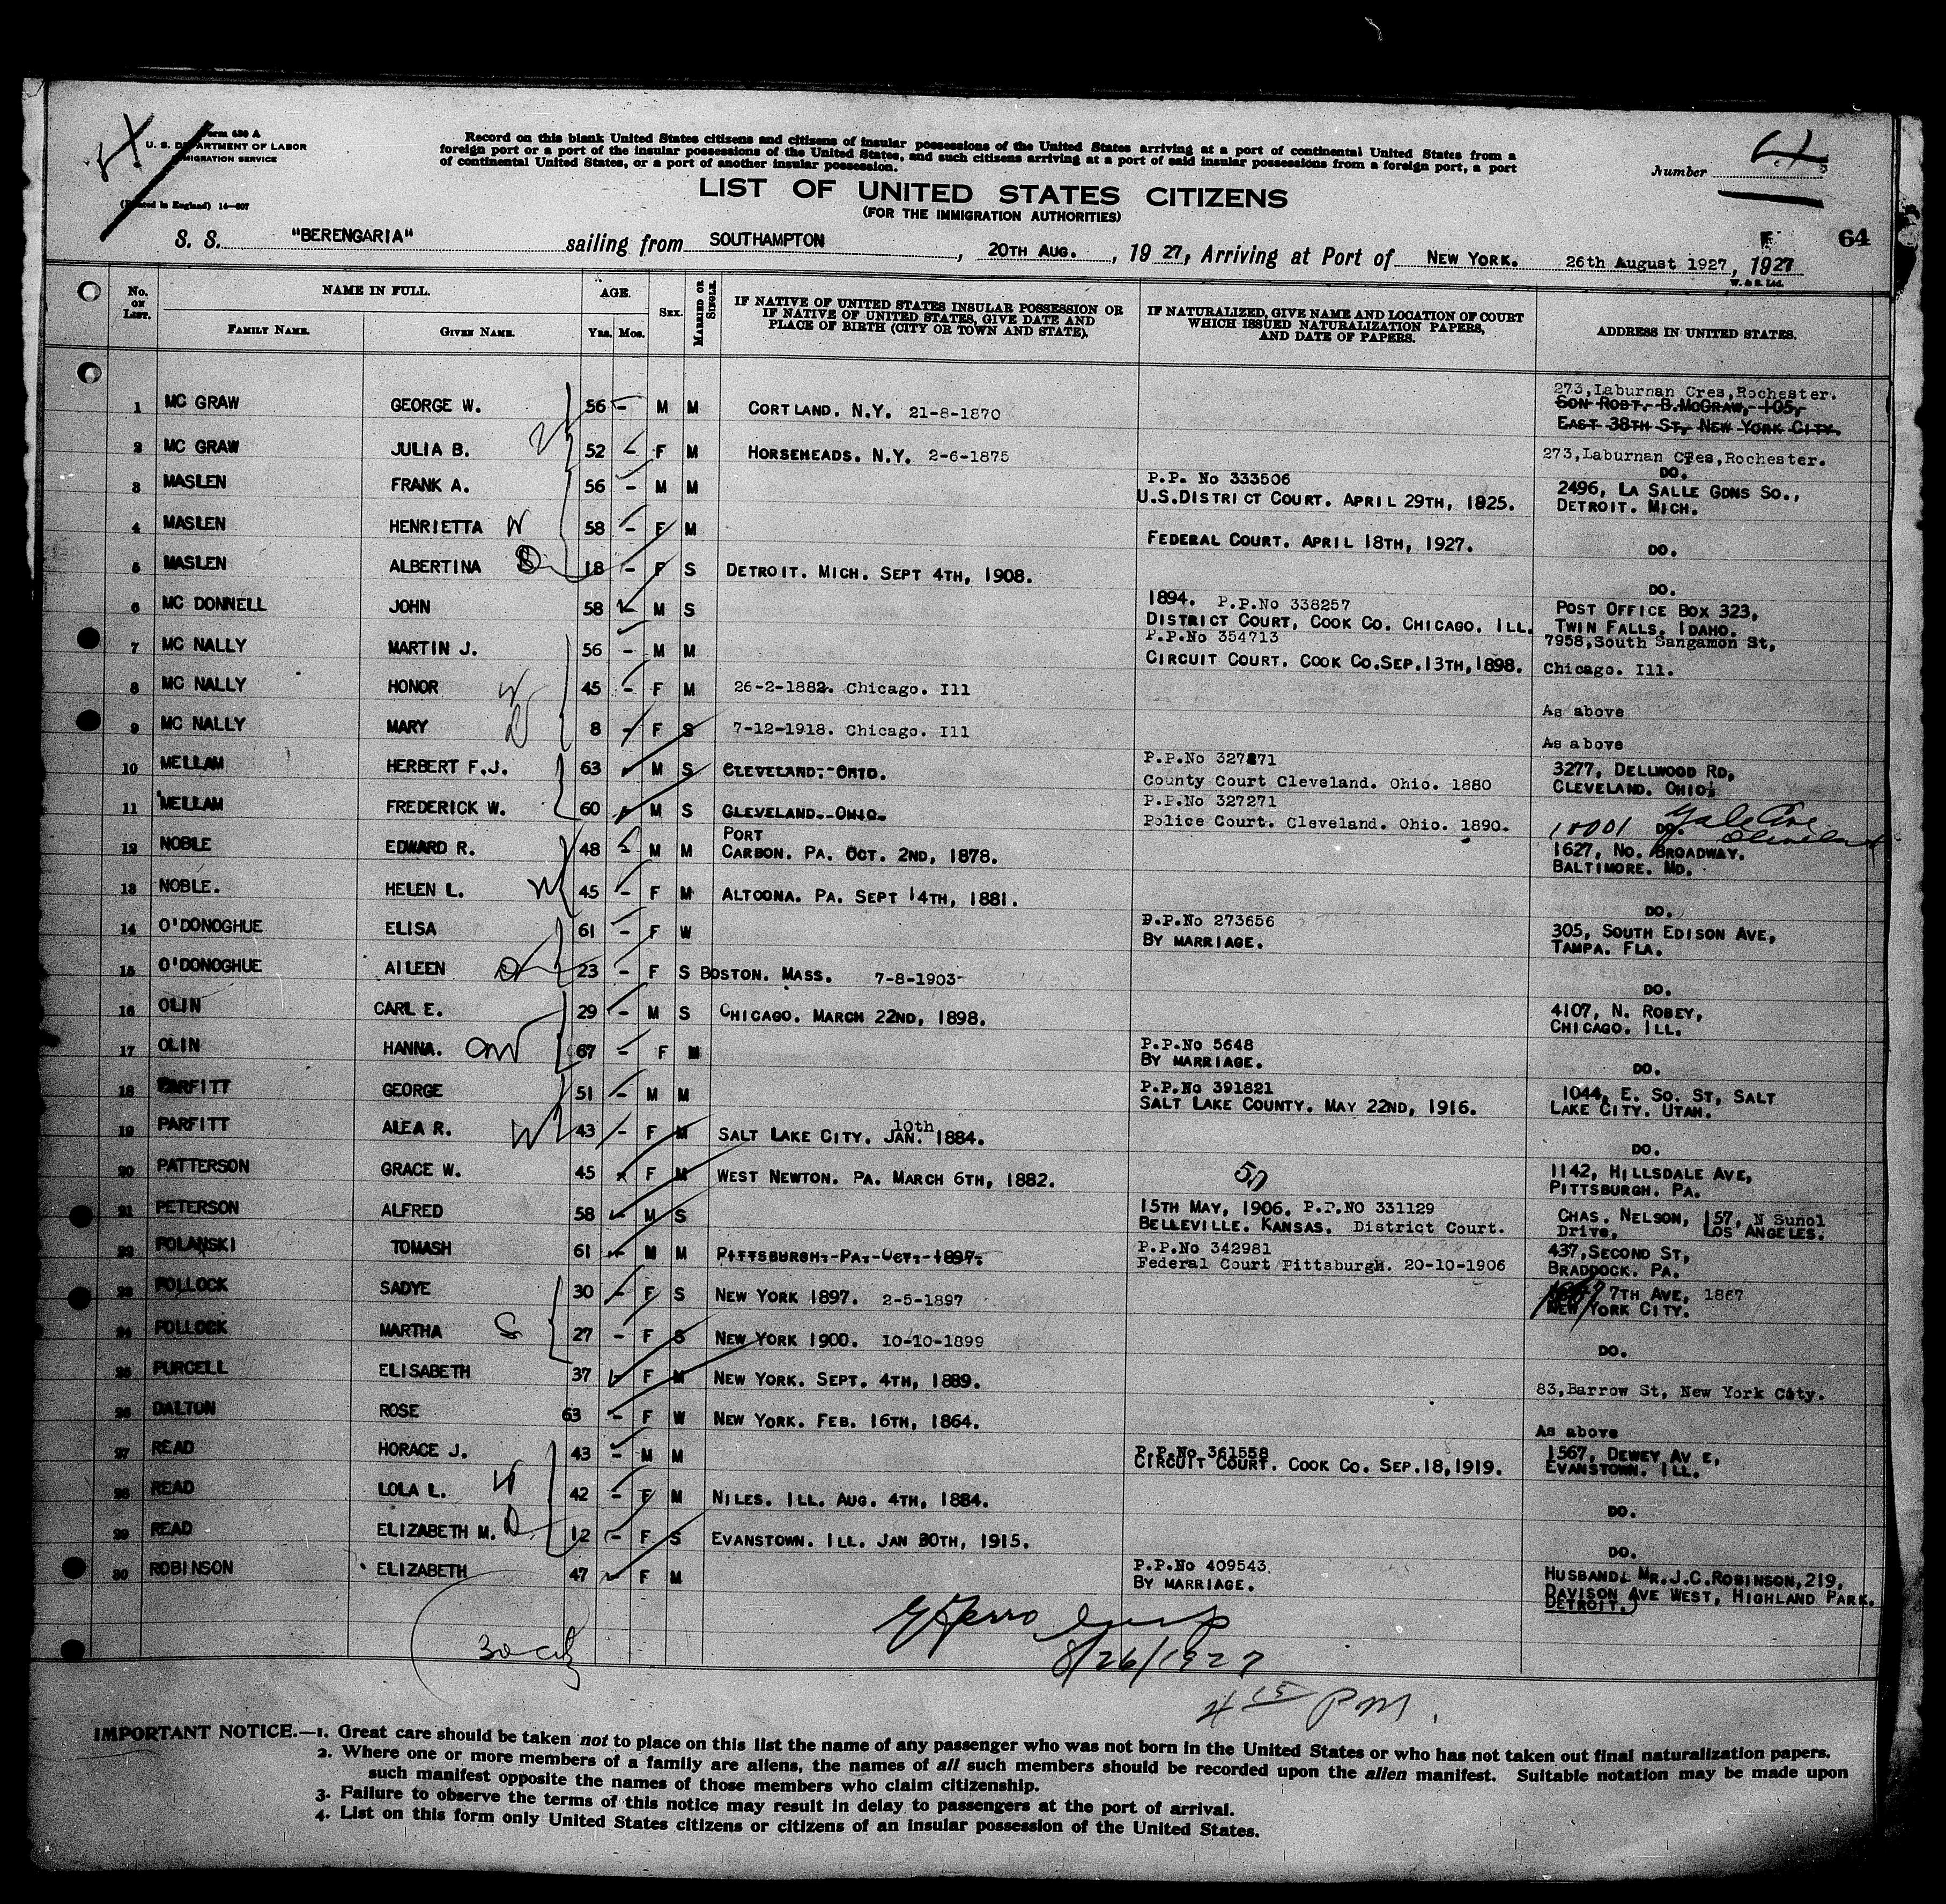 Form 630 A
U. S. DEPARTMENT OF LABOR
IMMIGRATION SERVICE
(Printed in England) 14—807
Record on this blank United States citizens and citizens of insular possessions of the United States arriving at a port of continental United States from a
foreign port or a port of the insular possessions of the United States, and such citizens arriving at a port of said insular possessions from a foreign port, a port
of continental United States, or a port of another insular possession.
Number
LIST OF UNITED STATES CITIZENS
(FOR THE IMMIGRATION AUTHORITIES)
64
S. S. "BERENGARIA" sailing from SOUTHAMPTON, 20TH AUG., 19 27, Arriving at Port of NEW YORK. 26th August 1927, 1927
W. & S. Ltd.
No. ON LIST. NAME IN FULL. FAMILY NAME. GIVEN NAME. AGE. Yrs. Mos. SEX. MARRIED OR SINGLE. IF NATIVE OF UNITED STATES INSULAR POSSESSION OR IF NATIVE OF UNITED STATES, GIVE DATE AND PLACE OF BIRTH (CITY OR TOWN AND STATE). IF NATURALIZED, GIVE NAME AND LOCATION OF COURT WHICH ISSUED NATURALIZATION PAPERS, AND DATE OF PAPERS. ADDRESS IN UNITED STATES.
1 MC GRAW GEORGE W. 56 - M M CORTLAND. N.Y. 21-8-1870 273,Laburnan Cres,Rochester. SON ROBT. B.MCGRAW, 105, EAST 38TH ST, NEW YORK CITY.
2 MC GRAW JULIA B. 52 - F M HORSEHEADS. N.Y. 2-6-1875 273,Laburnan Cres,Rochester. DO.
3 MASLEN FRANK A. 56 - M M P.P. No 333506 U.S.DISTRICT COURT. APRIL 29TH, 1825. 2496, LA SALLE GDNS SO., DETROIT. MICH.
4 MASLEN HENRIETTA W 58 - F M FEDERAL COURT. APRIL 18TH, 1927. DO.
5 MASLEN ALBERTINA D 18 - F S DETROIT. MICH. SEPT 4TH, 1908. DO.
6 MC DONNELL JOHN 58 M S 1894. P.P.No 338257 DISTRICT COURT, COOK CO. CHICAGO. ILL. POST OFFICE BOX 323, TWIN FALLS, IDAHO.
7 MC NALLY MARTIN J. 56 - M M P.P.No 354713 CIRCUIT COURT. COOK CO.SEP.13TH,1898. 7958,South Sangamon St, Chicago. Ill.
8 MC NALLY HONOR W 45 - F M 26-2-1882. Chicago. Ill As above
9 MC NALLY MARY D 8 - F S 7-12-1918. Chicago. Ill As above
10 MELLAM HERBERT F.J. 63 M S CLEVELAND. OHIO. P.P.No 327271 County Court Cleveland. Ohio. 1880 3277, DELLWOOD RD, CLEVELAND. OHIO.
11 MELLAM FREDERICK W. 60 M S CLEVELAND. OHIO. P.P.No 327271 Police Court. Cleveland. Ohio. 1890. DO. 10001 Yale Ave Cleveland
12 NOBLE EDWARD R. 48 - M M PORT CARBON. PA. OCT. 2ND, 1878. 1627, NO. BROADWAY. BALTIMORE. MD.
13 NOBLE. HELEN L. W 45 - F M ALTOONA. PA. SEPT 14TH, 1881. DO.
14 O'DONOGHUE ELISA 61 - F W P.P.No 273656 BY MARRIAGE. 305, SOUTH EDISON AVE, TAMPA. FLA.
15 O'DONOGHUE AILEEN D 23 - F S BOSTON. MASS. 7-8-1903- DO.
16 OLIN CARL E. 29 - M S CHICAGO. MARCH 22ND, 1898. 4107, N. ROBEY, CHICAGO. ILL.
17 OLIN HANNA. 67 - F M P.P.No 5648 BY MARRIAGE. DO.
18 PARFITT GEORGE 51 - M M P.P.No 391821 SALT LAKE COUNTY. MAY 22ND, 1916. 1044, E. SO. ST, SALT LAKE CITY. UTAH.
19 PARFITT ALEA R. W 43 - F M SALT LAKE CITY. JAN. 10th 1884. DO.
20 PATTERSON GRACE W. 45 F M WEST NEWTON. PA. MARCH 6TH, 1882. 1142, HILLSDALE AVE, PITTSBURGH. PA.
21 PETERSON ALFRED 58 - M S 15TH MAY, 1906. P.P.NO 331129 BELLEVILLE. KANSAS. District Court. CHAS. NELSON, 157, N Sunol Drive, LOS ANGELES.
22 POLANSKI TOMASH 61 - M M PITTSBURGH. PA. OCT. 1897. P.P.No 342981 Federal Court Pittsburgh. 20-10-1906 437,SECOND ST, BRADDOCK. PA.
23 POLLOCK SADYE 30 - F S NEW YORK 1897. 2-5-1897 7TH AVE, 1867 NEW YORK CITY.
24 POLLOCK MARTHA S 27 - F S NEW YORK 1900. 10-10-1899 DO.
25 PURCELL ELISABETH 37 F M NEW YORK. SEPT. 4TH, 1889. 83,Barrow St, New York City.
26 DALTON ROSE 63 - F W NEW YORK. FEB. 16TH, 1864. As above
27 READ HORACE J. 43 - M M P.P.No 361558 CIRCUIT COURT. COOK CO. SEP.18,1919. 1567, DEWEY AV E, EVANSTOWN. ILL.
28 READ LOLA L. W 42 - F M NILES. ILL. AUG. 4TH, 1884. DO.
29 READ ELIZABETH M. D 12 - F S EVANSTOWN. ILL. JAN 30TH, 1915. DO.
30 ROBINSON ELIZABETH 47 F M P.P.No 409543. BY MARRIAGE. HUSBAND: MR.J.C.ROBINSON,219, DAVISON AVE WEST, HIGHLAND PARK. DETROIT.)
8/26/1927
4 15 PM.
IMPORTANT NOTICE.—1. Great care should be taken not to place on this list the name of any passenger who was not born in the United States or who has not taken out final naturalization papers.
2. Where one or more members of a family are aliens, the names of all such members should be recorded upon the alien manifest. Suitable notation may be made upon
such manifest opposite the names of those members who claim citizenship.
3. Failure to observe the terms of this notice may result in delay to passengers at the port of arrival.
4. List on this form only United States citizens or citizens of an insular possession of the United States.